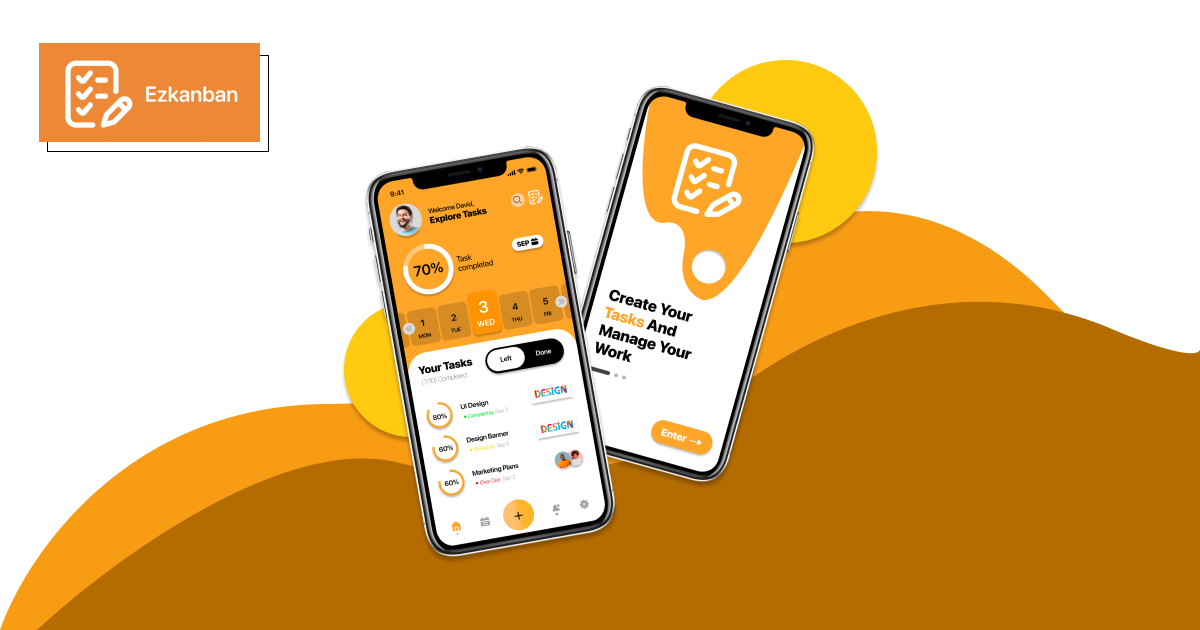 Ezkanban
9:41
Welcome David,
Explore Tasks
SEP
70%
Task
completed
1
MON
2
TUE
3
WED
4
THU
5
FRI
Your Tasks
(7/10) Completed
Left
Done
80%
UI Design
Completing, Sep 3
DESIGN
60%
Design Banner
Schedule, Sep 5
DESIGN
60%
Marketing Plans
Over Due, Sep 2
+
Create Your
Tasks And
Manage Your
Work
Enter →